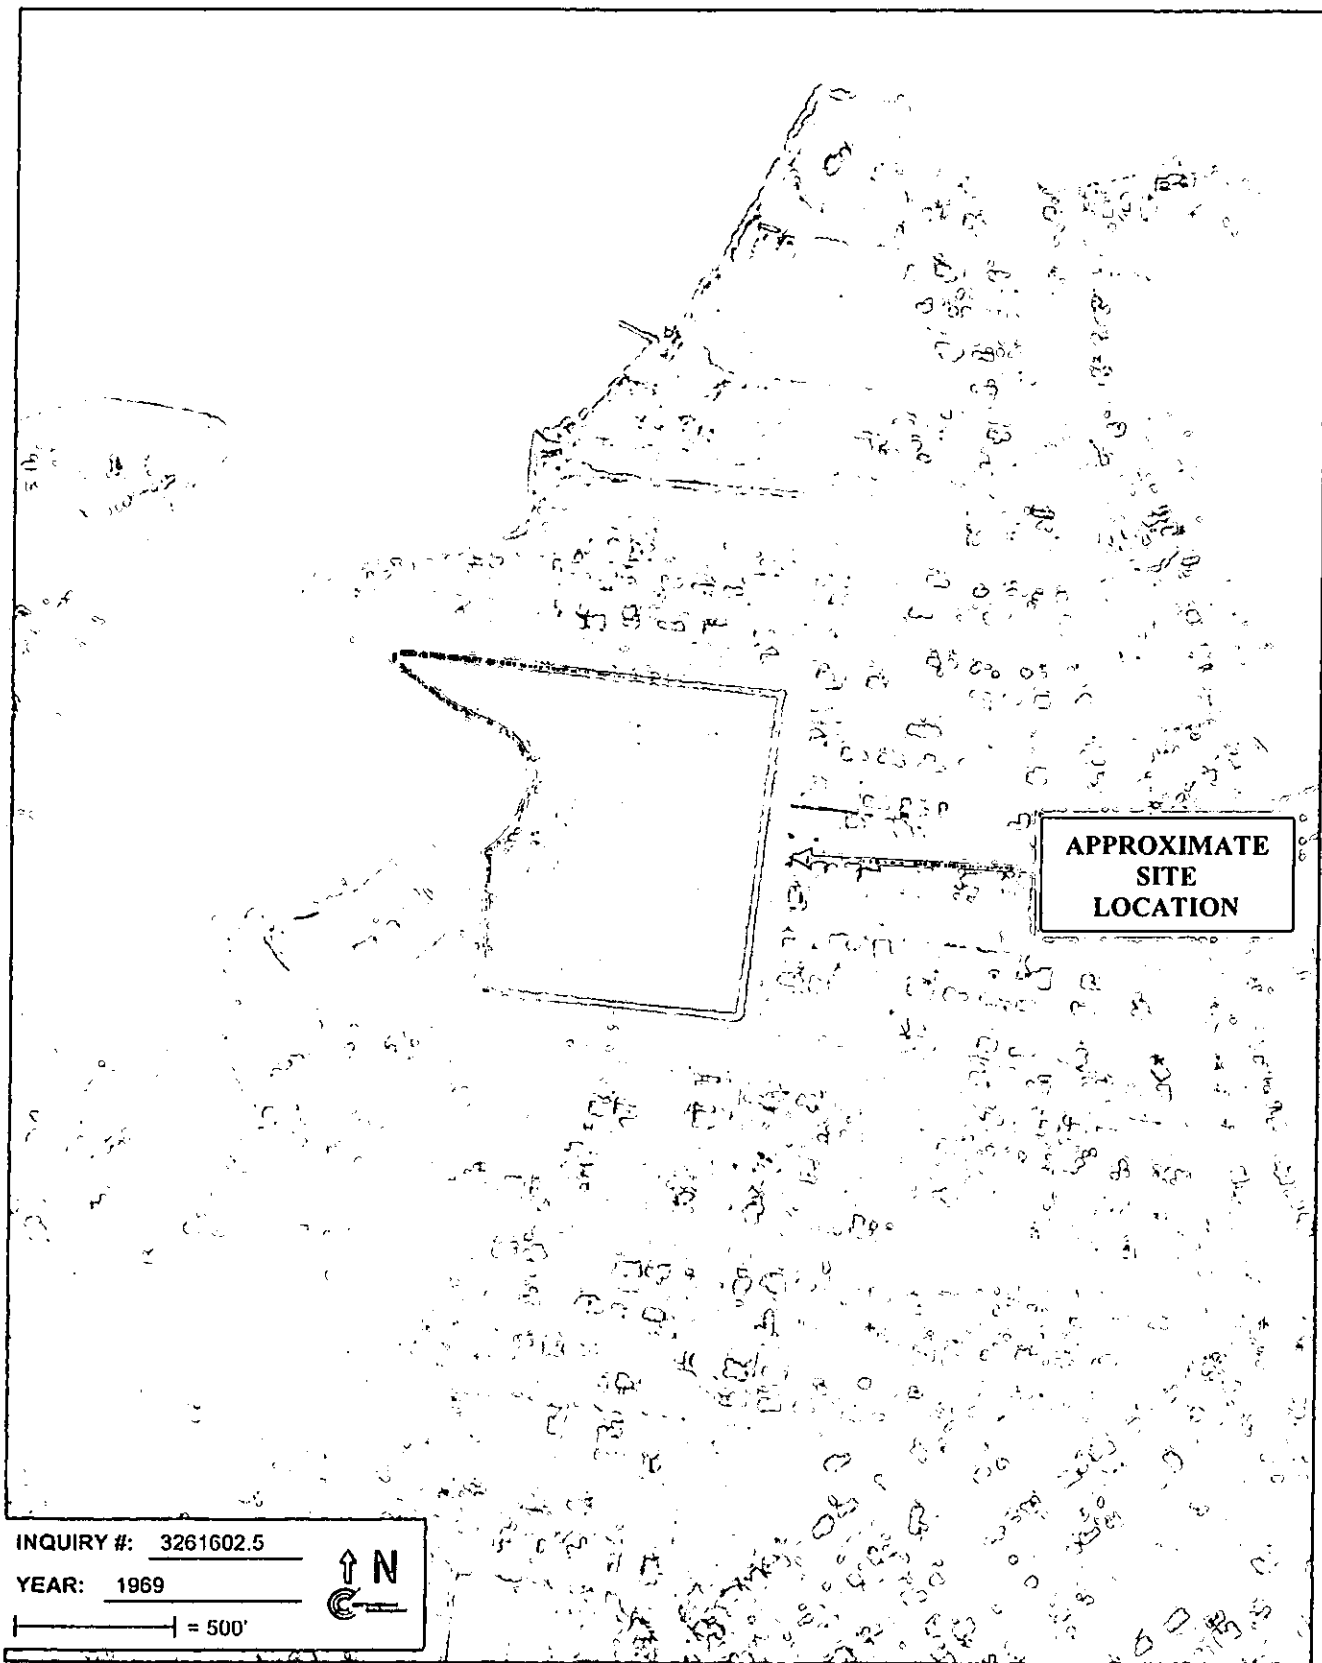 APPROXIMATE
SITE
LOCATION
INQUIRY #: 3261602.5
YEAR: 1969
N
= 500'